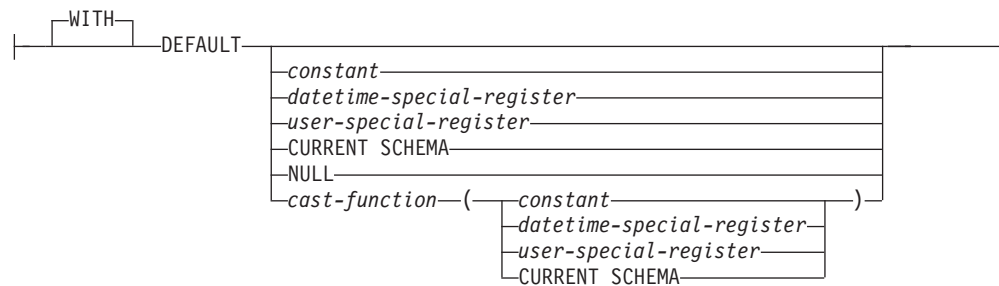 WITH
DEFAULT
constant
datetime-special-register
user-special-register
CURRENT SCHEMA
NULL
cast-function ( constant )
datetime-special-register
user-special-register
CURRENT SCHEMA